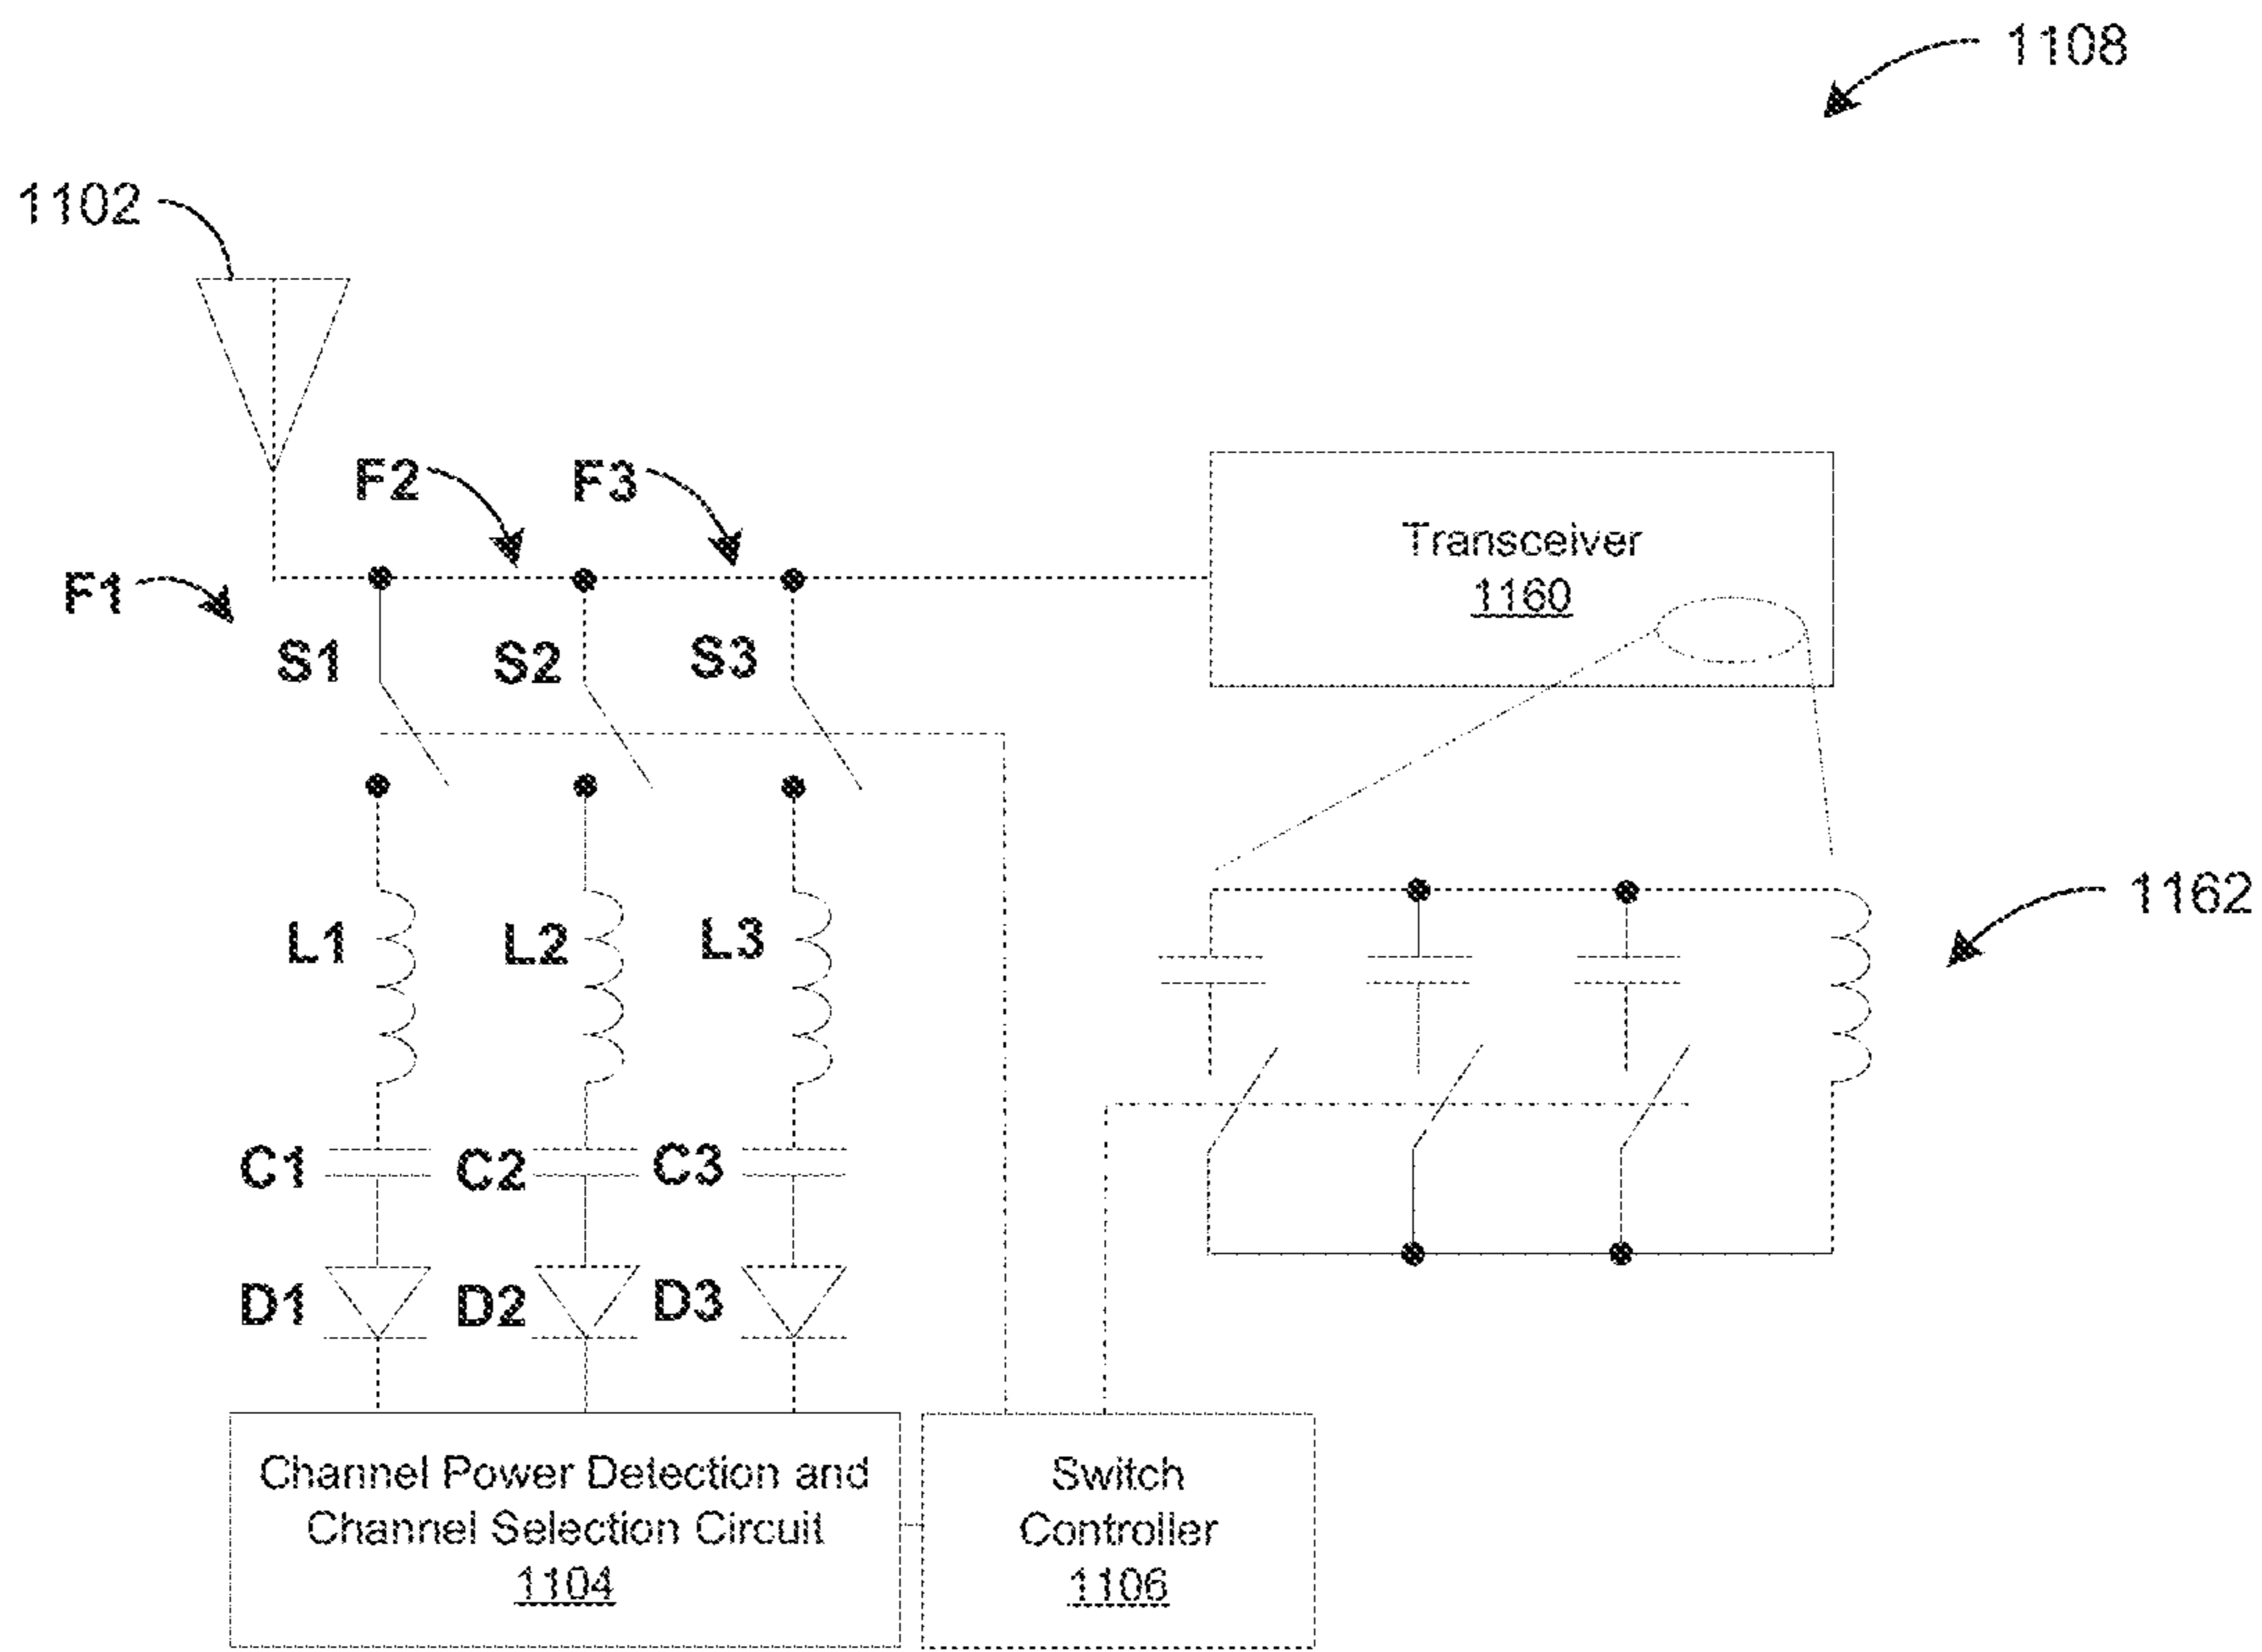 1108
1102
F2
F3
F1
Transceiver
1160
S1
S2
S3
L1
L2
L3
1162
C1
C2
C3
D1
D2
D3
Channel Power Detection and
Channel Selection Circuit
1104
Switch
Controller
1106